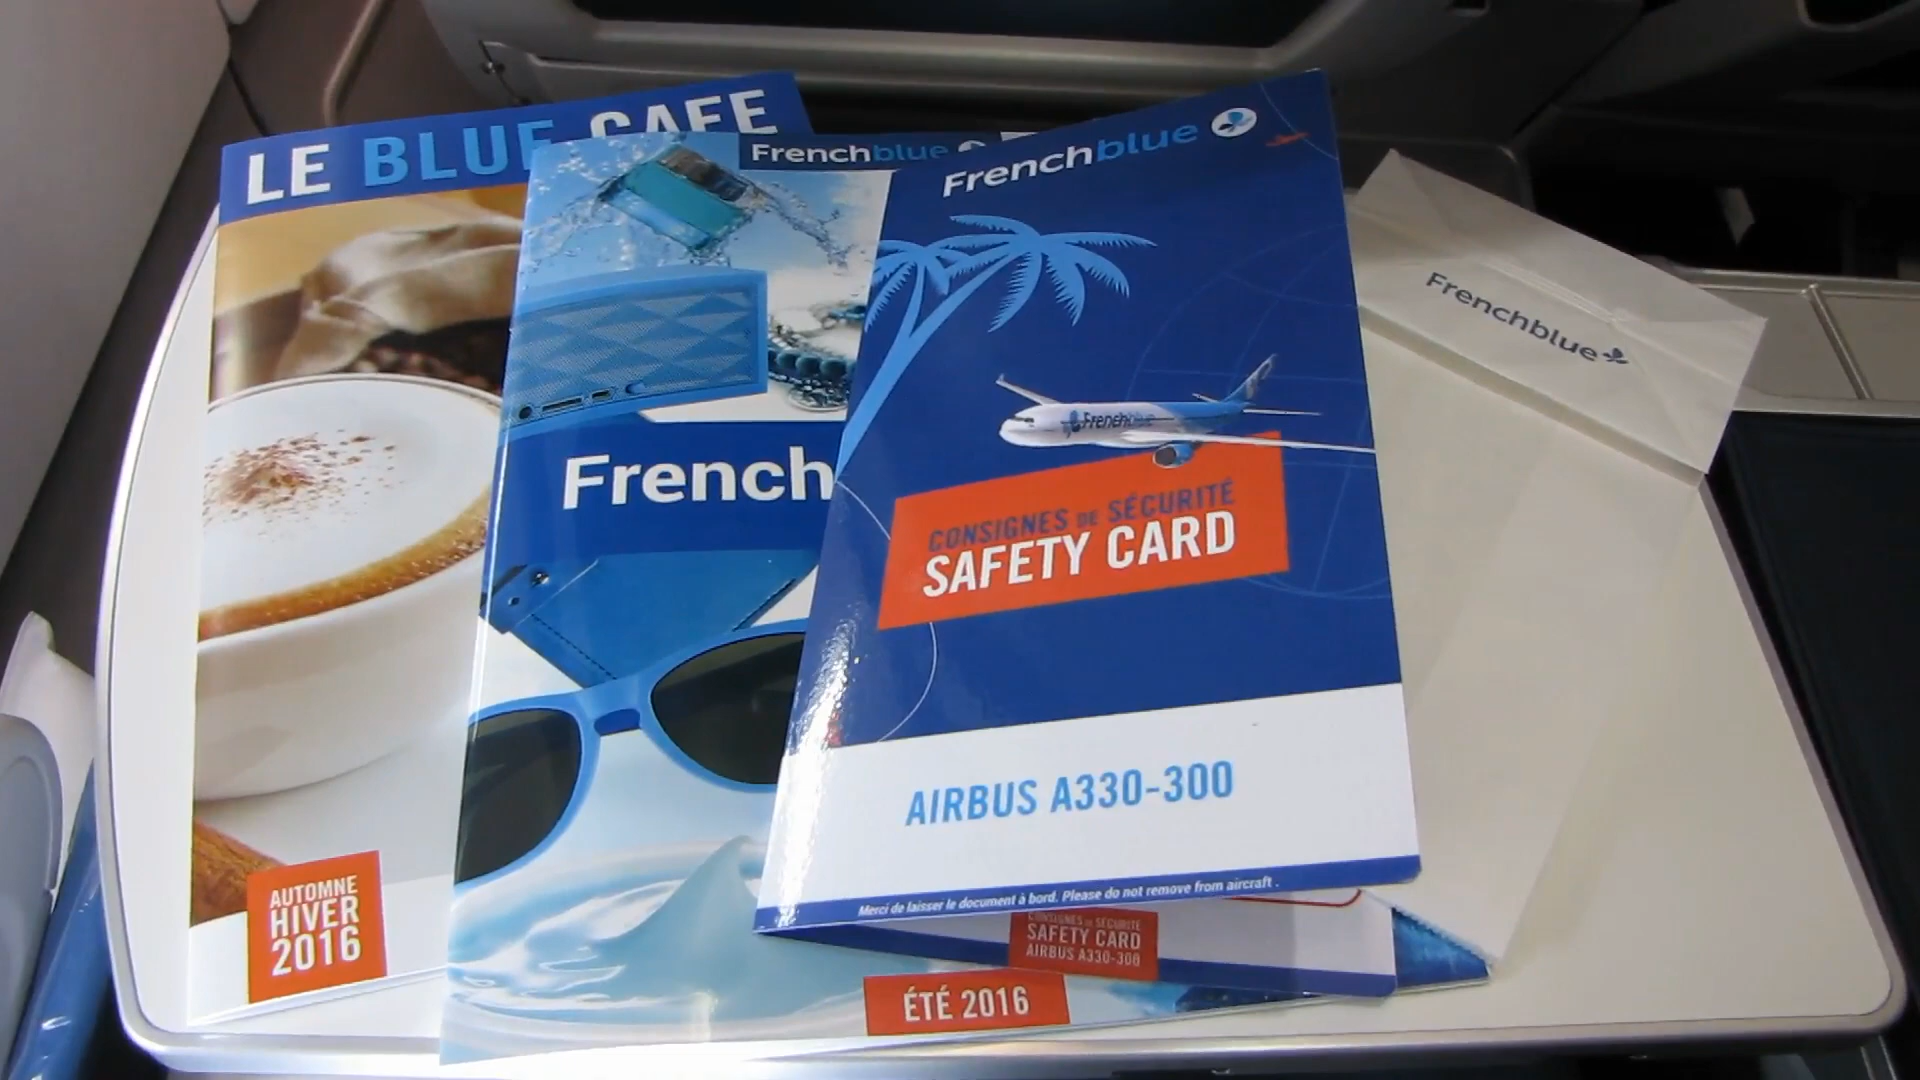 LE BLUE CAFE
AUTOMNE
HIVER
2016
Frenchblue
French
ÉTÉ 2016
Frenchblue
Frenchblue
CONSIGNES DE SÉCURITÉ
SAFETY CARD
AIRBUS A330-300
Merci de laisser le document à bord. Please do not remove from aircraft .
CONSIGNES DE SÉCURITÉ
SAFETY CARD
AIRBUS A330-300
Frenchblue